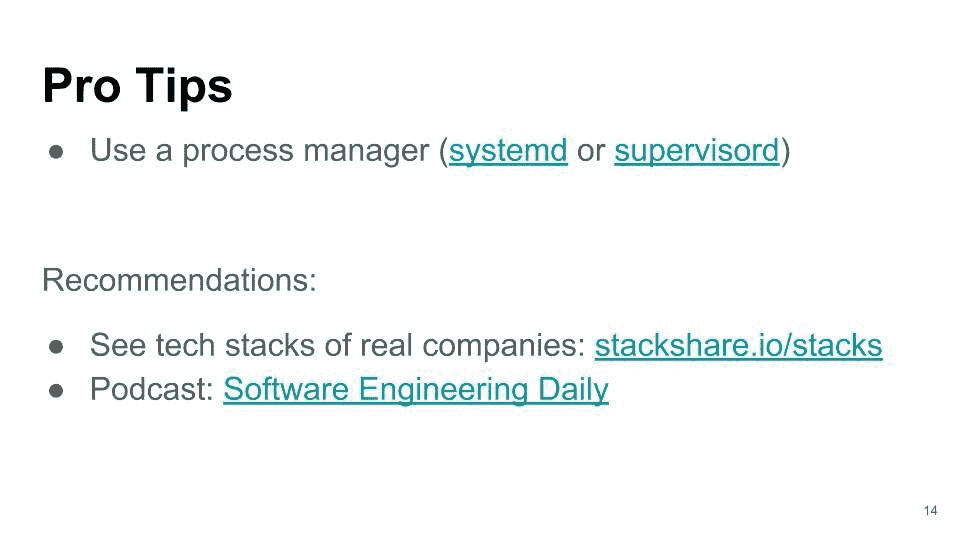 Pro Tips
● Use a process manager (systemd or supervisord)
Recommendations:
● See tech stacks of real companies: stackshare.io/stacks
● Podcast: Software Engineering Daily
14